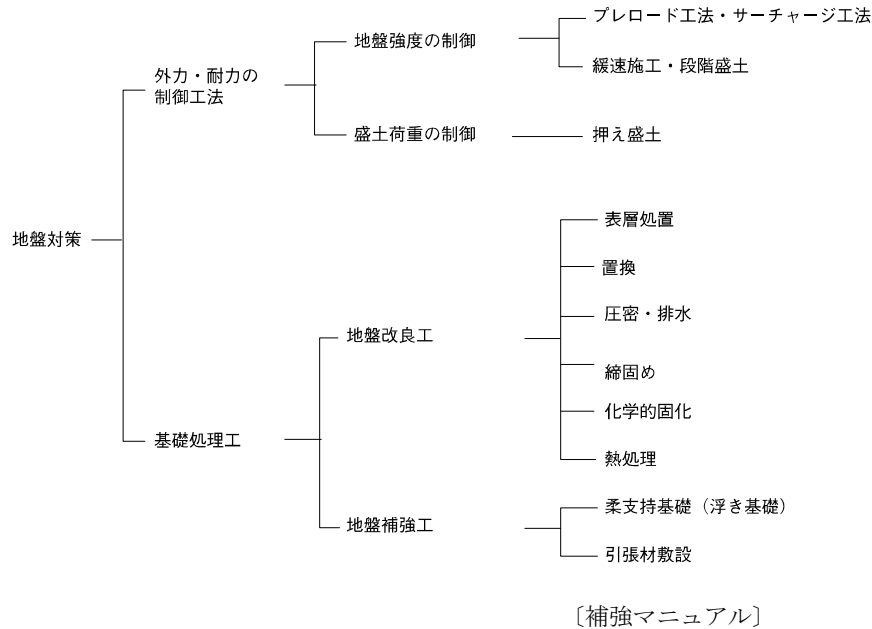 地盤対策
外力・耐力の
制御工法
地盤強度の制御
プレロード工法・サーチャージ工法
緩速施工・段階盛土
盛土荷重の制御
押え盛土
基礎処理工
地盤改良工
表層処置
置換
圧密・排水
締固め
化学的固化
熱処理
地盤補強工
柔支持基礎（浮き基礎）
引張材敷設
〔補強マニュアル〕